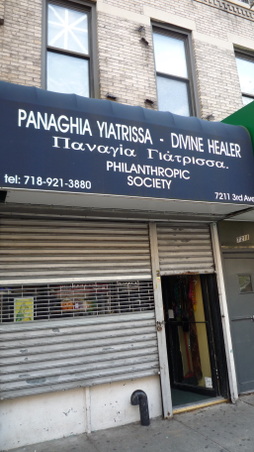 PANAGHIA YIATRISSA - DIVINE HEALER
Παναγία Γιάτρισσα.
PHILANTHROPIC
SOCIETY
tel: 718-921-3880
7211 3rd Ave